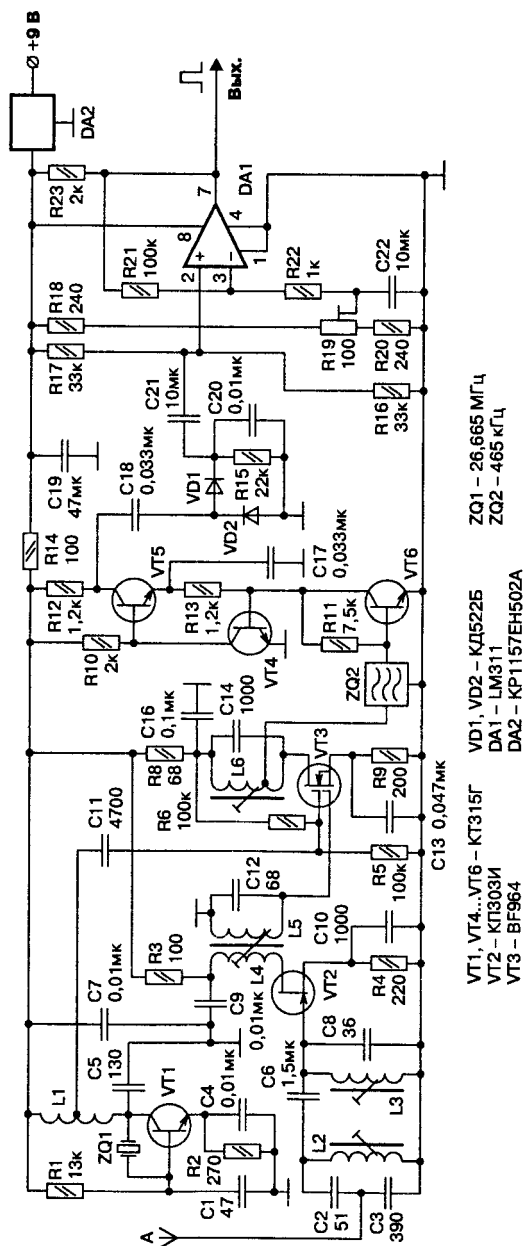 R1
13к
L1
ZQ1
C5
130
C7
0,01мк
VT1
C1
47
R2
270
C4
0,01мк
А
C2
51
C3
390
L2
L3
C6
1,5мк
C8
36
R3
100
C9
0,01мк
L4
L5
C12
68
VT2
R4
220
C10
1000
C11
4700
R6
100к
R5
100к
R8
68
C16
0,1мк
L6
C14
1000
VT3
R9
200
C13 0,047мк
R10
2к
R12
1,2к
R14
100
VT5
R13
1,2к
VT4
R11
7,5к
ZQ2
VT6
C17
0,033мк
C18
0,033мк
C19
47мк
VD1
VD2
R15
22к
C20
0,01мк
C21
10мк
R17
33к
R18
240
R16
33к
R19
100
R20
240
R21
100к
R22
1к
C22
10мк
R23
2к
2
+
3
–
8
7
4
1
DA1
DA2
+9 В
Вых.
VT1, VT4...VT6 – КТ315Г
VT2 – КП303И
VT3 – BF964
VD1, VD2 – КД522Б
DA1 – LM311
DA2 – КР1157ЕН502А
ZQ1 – 26,665 МГц
ZQ2 – 465 кГц